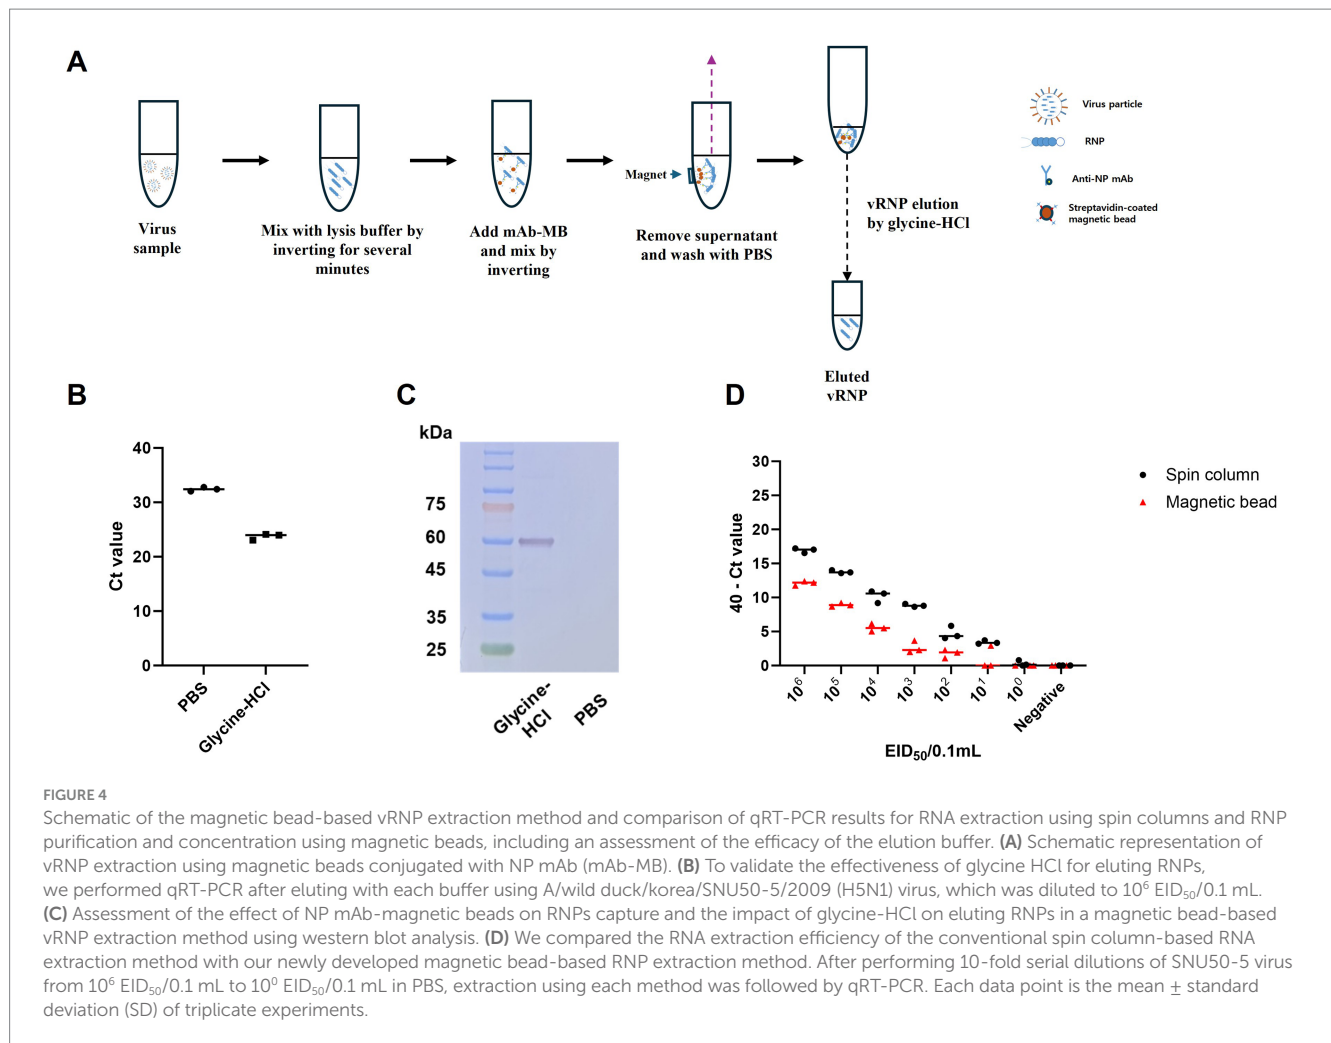 A
Virus
sample
Mix with lysis buffer by
inverting for several
minutes
Add mAb-MB
and mix by
inverting
Magnet
Remove supernatant
and wash with PBS
vRNP elution
by glycine-HCl
Eluted
vRNP
Virus particle
RNP
Anti-NP mAb
Streptavidin-coated
magnetic bead
B
Ct value
40
30
20
10
0
PBS
Glycine-HCl
C
kDa
75
60
45
35
25
Glycine-
HCl
PBS
D
40 - Ct value
30
25
20
15
10
5
0
10⁶
10⁵
10⁴
10³
10²
10¹
10⁰
Negative
EID₅₀/0.1mL
Spin column
Magnetic bead
FIGURE 4
Schematic of the magnetic bead-based vRNP extraction method and comparison of qRT-PCR results for RNA extraction using spin columns and RNP
purification and concentration using magnetic beads, including an assessment of the efficacy of the elution buffer. (A) Schematic representation of
vRNP extraction using magnetic beads conjugated with NP mAb (mAb-MB). (B) To validate the effectiveness of glycine HCl for eluting RNPs,
we performed qRT-PCR after eluting with each buffer using A/wild duck/korea/SNU50-5/2009 (H5N1) virus, which was diluted to 10⁶ EID₅₀/0.1 mL.
(C) Assessment of the effect of NP mAb-magnetic beads on RNPs capture and the impact of glycine-HCl on eluting RNPs in a magnetic bead-based
vRNP extraction method using western blot analysis. (D) We compared the RNA extraction efficiency of the conventional spin column-based RNA
extraction method with our newly developed magnetic bead-based RNP extraction method. After performing 10-fold serial dilutions of SNU50-5 virus
from 10⁶ EID₅₀/0.1 mL to 10⁰ EID₅₀/0.1 mL in PBS, extraction using each method was followed by qRT-PCR. Each data point is the mean ± standard
deviation (SD) of triplicate experiments.